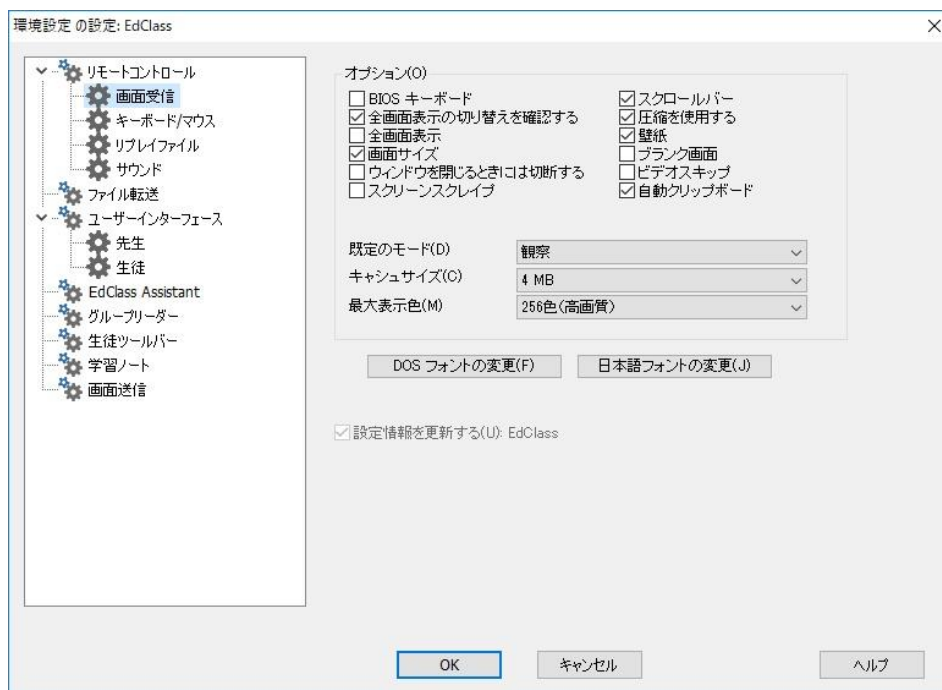 環境設定 の設定: EdClass
リモートコントロール
画面受信
キーボード/マウス
リプレイファイル
サウンド
ファイル転送
ユーザーインターフェース
先生
生徒
EdClass Assistant
グループリーダー
生徒ツールバー
学習ノート
画面送信
オプション(O)
BIOS キーボード
全画面表示の切り替えを確認する
全画面表示
画面サイズ
ウィンドウを閉じるときには切断する
スクリーンスクレイプ
スクロールバー
圧縮を使用する
壁紙
ブランク画面
ビデオスキップ
自動クリップボード
既定のモード(D) 観察
キャシュサイズ(C) 4 MB
最大表示色(M) 256色(高画質)
DOS フォントの変更(F) 日本語フォントの変更(J)
設定情報を更新する(U): EdClass
OK キャンセル ヘルプ